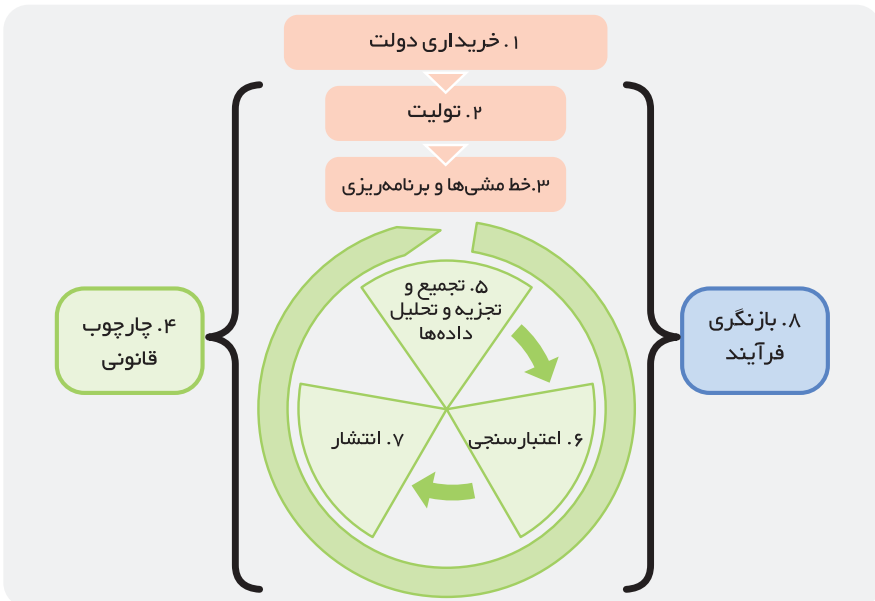 ۱. خریداری دولت
۲. تولیت
۳.خط مشی‌ها و برنامه‌ریزی
۴. چارچوب
قانونی
۵. تجمیع و
تجزیه و تحلیل
داده‌ها
۶. اعتبارسنجی
۷. انتشار
۸. بازنگری
فرآیند